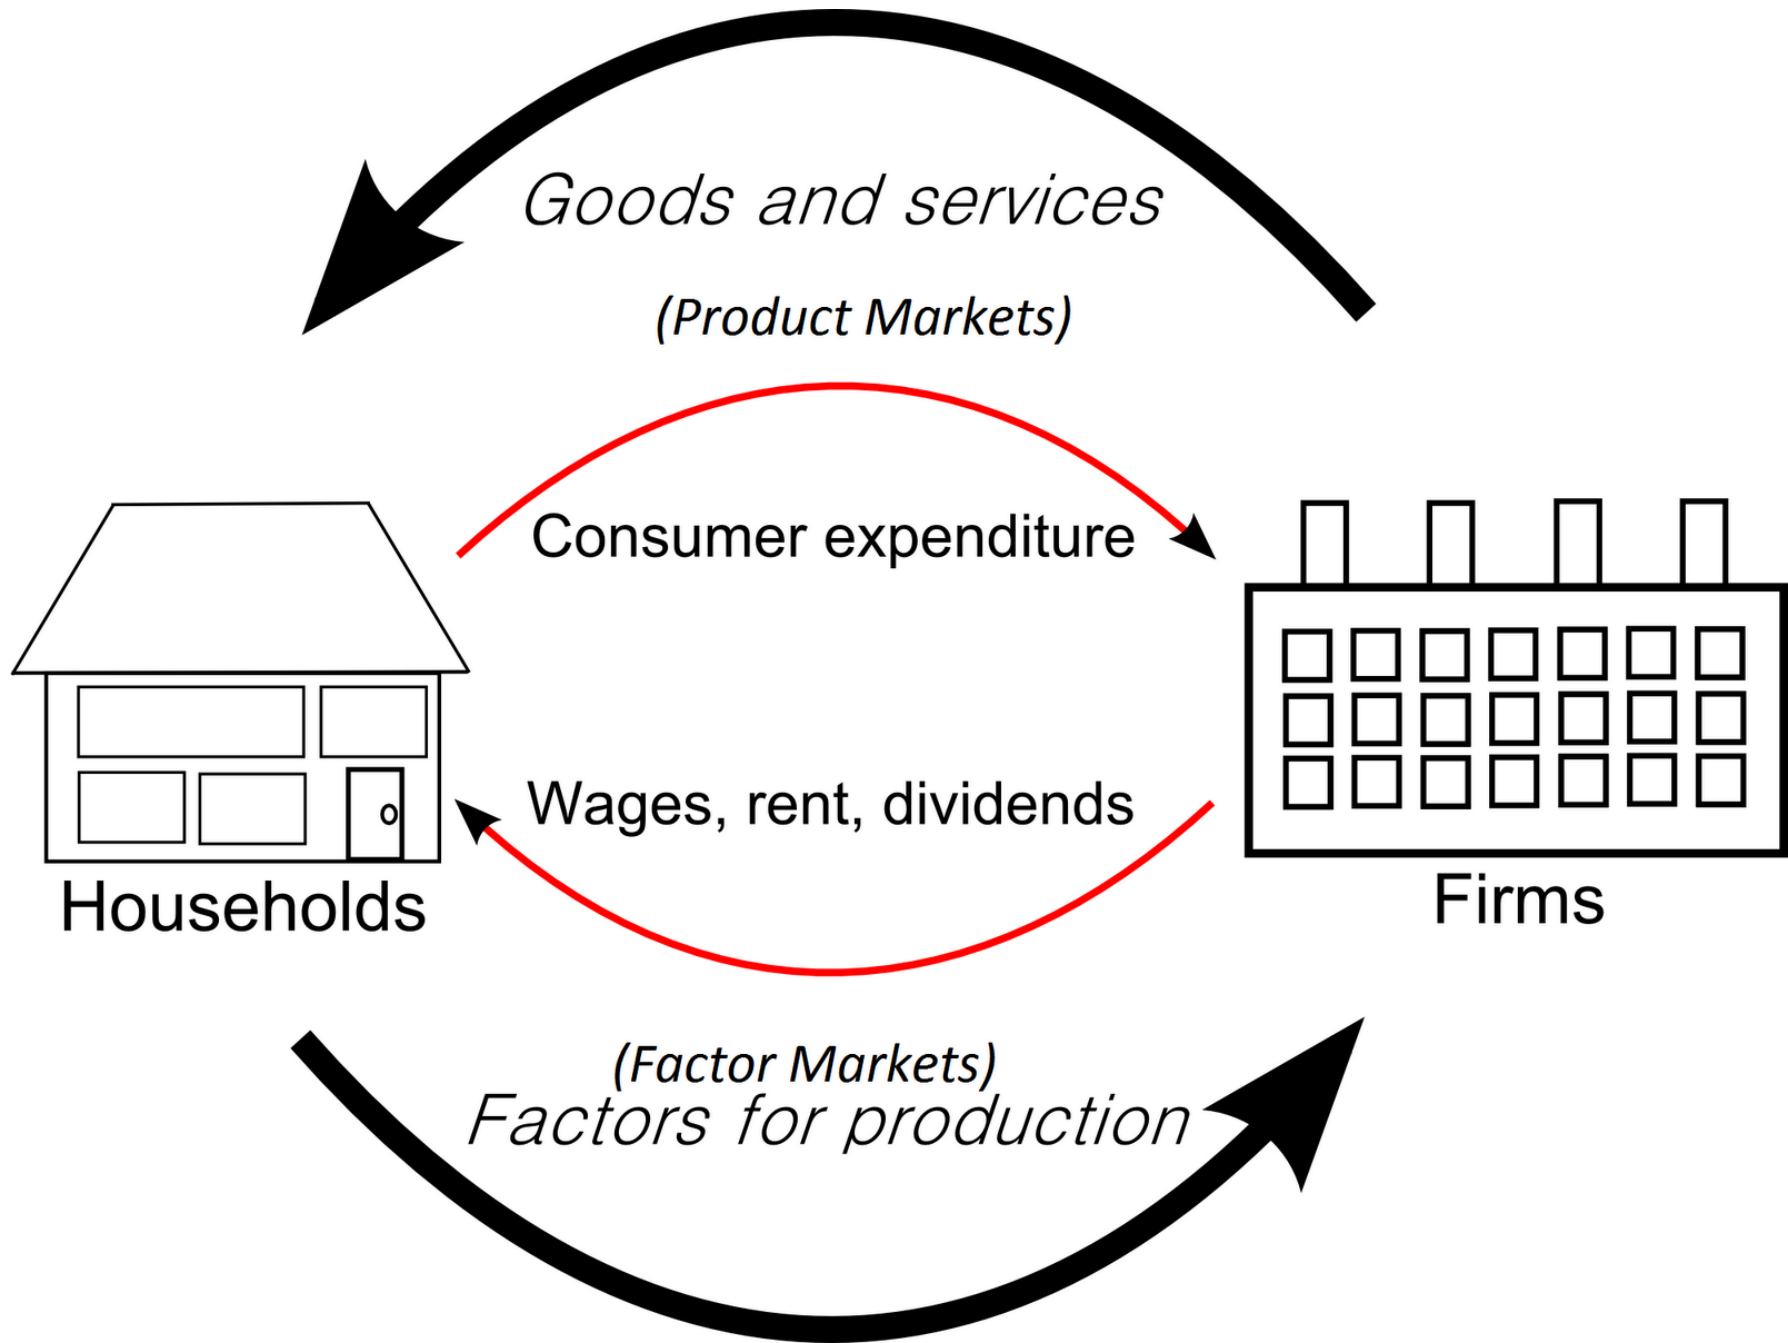 Goods and services
(Product Markets)
Consumer expenditure
Wages, rent, dividends
Households
Firms
(Factor Markets)
Factors for production